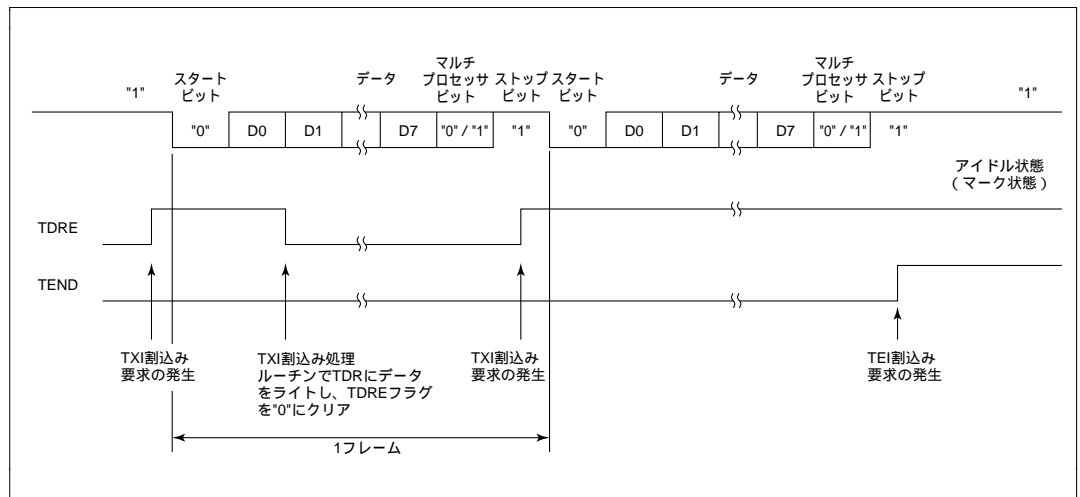 "1"
スタート
ビット
データ
マルチ
プロセッサ
ビット
ストップ
ビット
スタート
ビット
データ
マルチ
プロセッサ
ビット
ストップ
ビット
"1"
"0" D0 D1 D7 "0" / "1" "1" "0" D0 D1 D7 "0" / "1" "1"
アイドル状態
(マーク状態)
TDRE
TEND
TXI割込み
要求の発生
TXI割込み処理
ルーチンでTDRにデータ
をライトし、TDREフラグ
を"0"にクリア
TXI割込み
要求の発生
TEI割込み
要求の発生
1フレーム